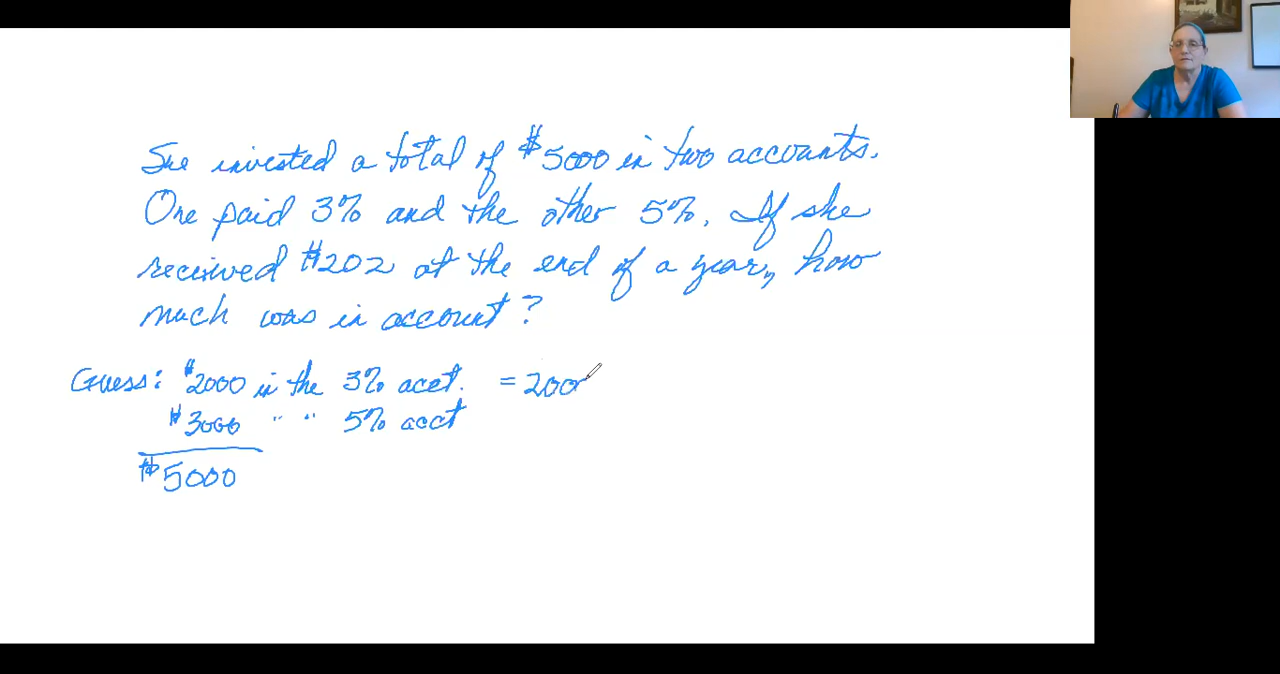 She invested a total of $5000 in two accounts.
One paid 3% and the other 5%. If she
received $202 at the end of a year, how
much was in account?
Guess: $2000 in the 3% acct. = 200
$3000 " " 5% acct
$5000